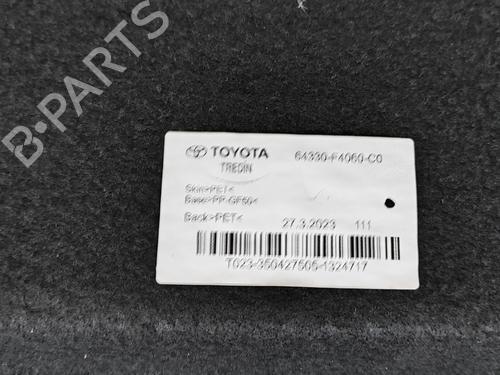 TOYOTA 64330-F4060-C0
TREDIN
Skin>PET<
Base>PP-GF60<
Back>PET<
27.3.2023 111
T023-350427505-1324717
B-PARTS